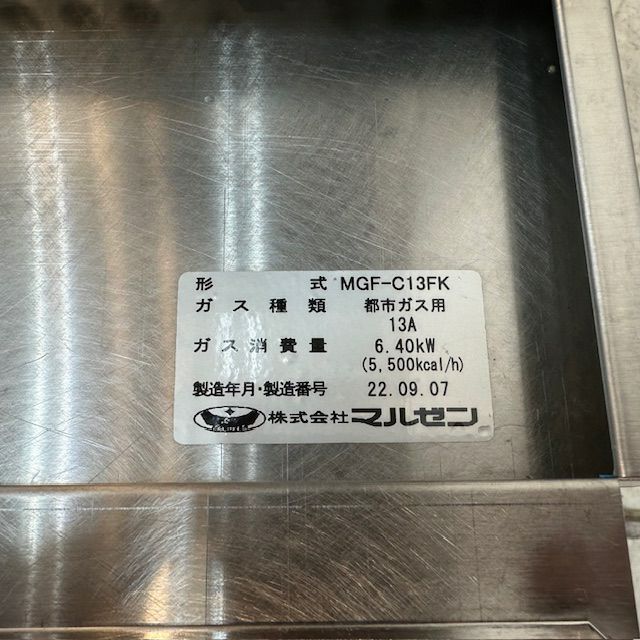 形式 MGF-C13FK
ガス種類 都市ガス用
13A
ガス消費量 6.40kW
(5,500kcal/h)
製造年月・製造番号 22.09.07
株式会社マルゼン